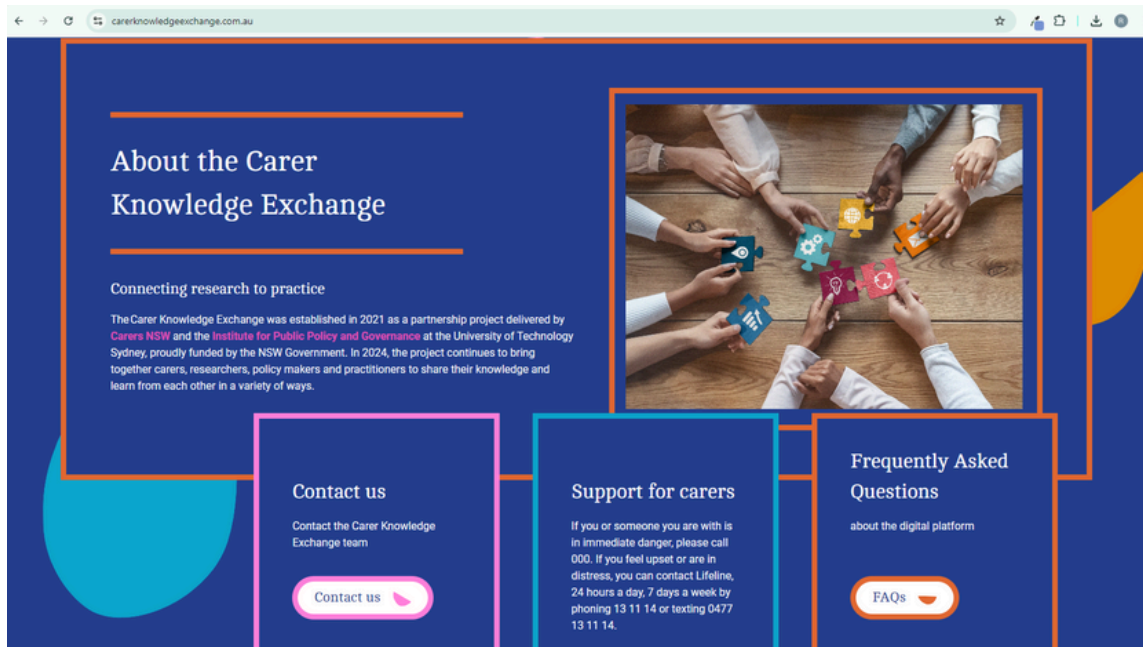 carerknowledgeexchange.com.au
About the Carer
Knowledge Exchange
Connecting research to practice
The Carer Knowledge Exchange was established in 2021 as a partnership project delivered by
Carers NSW and the Institute for Public Policy and Governance at the University of Technology
Sydney, proudly funded by the NSW Government. In 2024, the project continues to bring
together carers, researchers, policy makers and practitioners to share their knowledge and
learn from each other in a variety of ways.
Contact us
Contact the Carer Knowledge
Exchange team
Contact us
Support for carers
If you or someone you are with is
in immediate danger, please call
000. If you feel upset or are in
distress, you can contact Lifeline,
24 hours a day, 7 days a week by
phoning 13 11 14 or texting 0477
13 11 14.
Frequently Asked
Questions
about the digital platform
FAQs